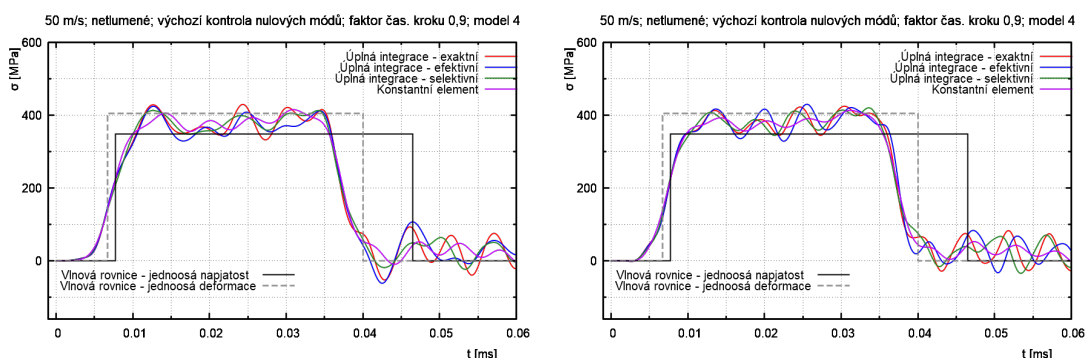 50 m/s; netlumené; výchozí kontrola nulových módů; faktor čas. kroku 0,9; model 4
σ [MPa]
600
400
200
0
Úplná integrace - exaktní
Úplná integrace - efektivní
Úplná integrace - selektivní
Konstantní element
Vlnová rovnice - jednoosá napjatost
Vlnová rovnice - jednoosá deformace
0 0.01 0.02 0.03 0.04 0.05 0.06
t [ms]
50 m/s; netlumené; výchozí kontrola nulových módů; faktor čas. kroku 0,9; model 4
σ [MPa]
600
400
200
0
Úplná integrace - exaktní
Úplná integrace - efektivní
Úplná integrace - selektivní
Konstantní element
Vlnová rovnice - jednoosá napjatost
Vlnová rovnice - jednoosá deformace
0 0.01 0.02 0.03 0.04 0.05 0.06
t [ms]